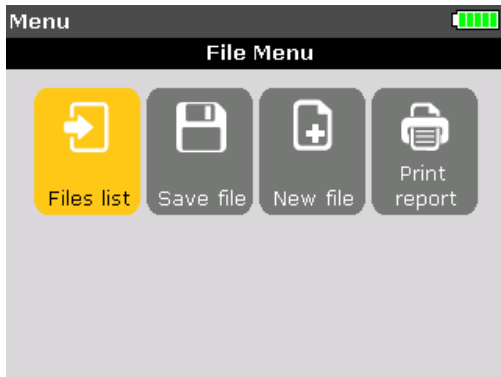 Menu
File Menu
Files list
Save file
New file
Print
report